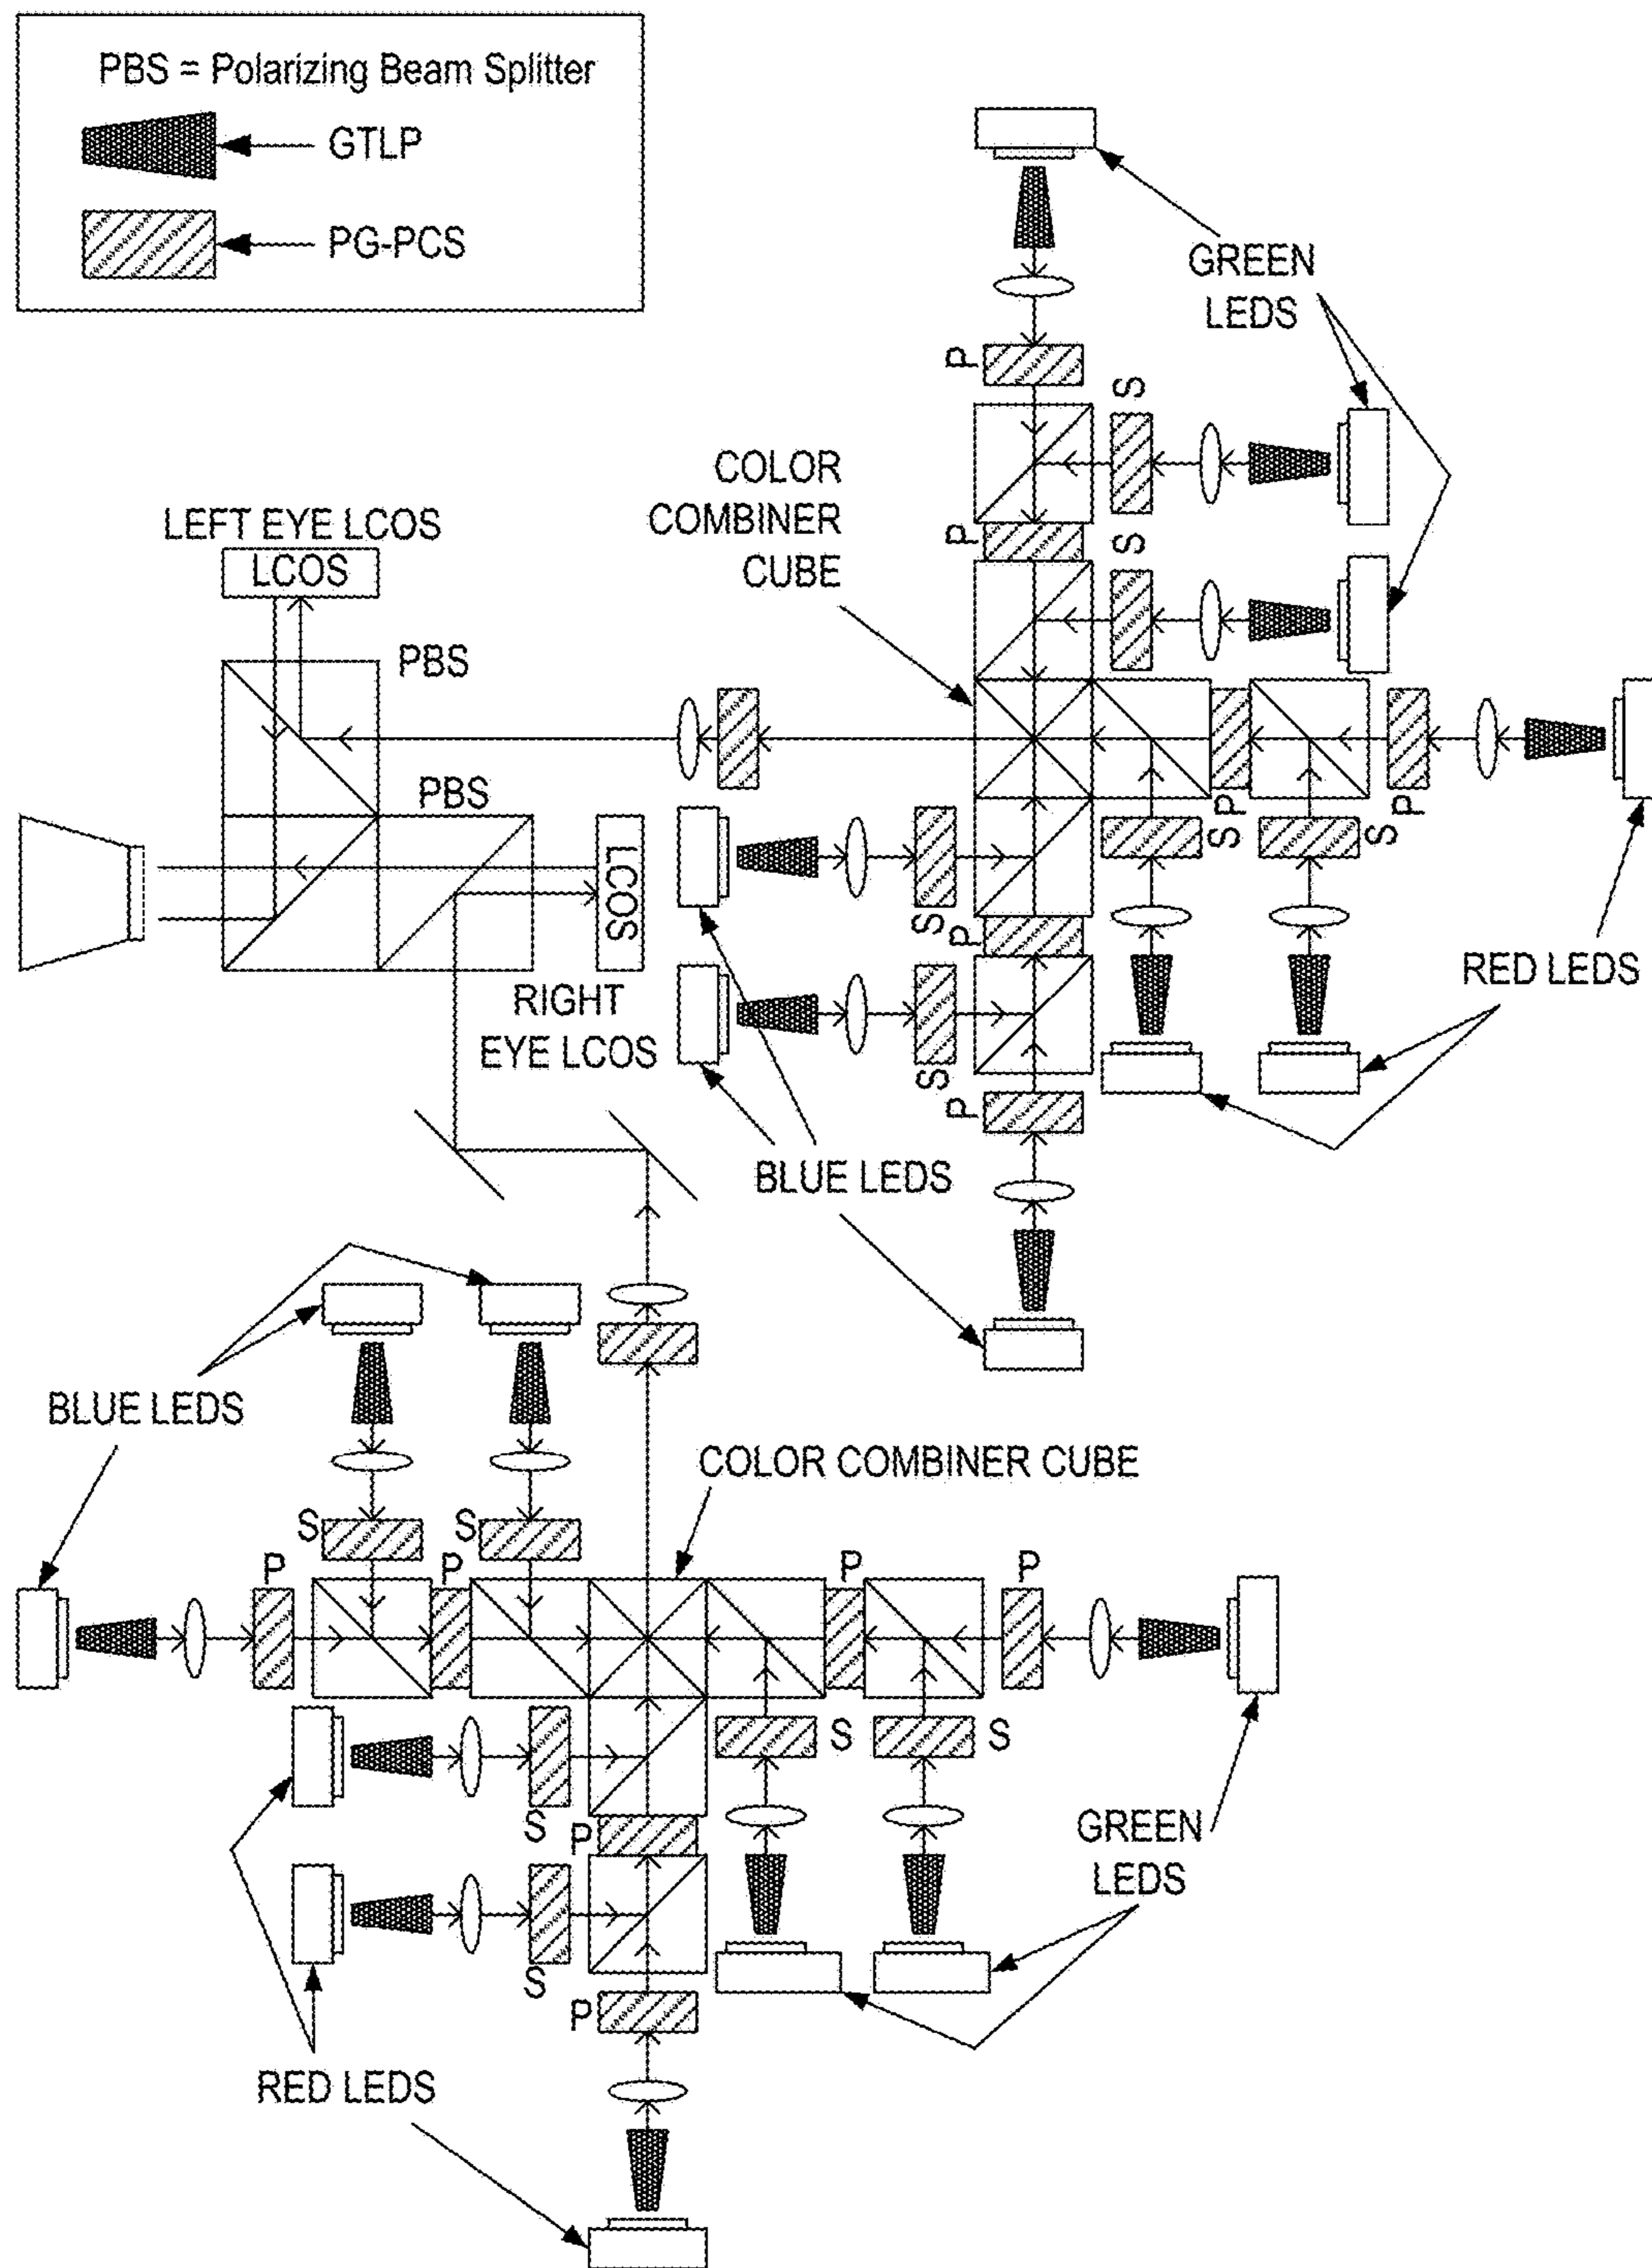 PBS = Polarizing Beam Splitter
GTLP
PG-PCS
GREEN
LEDS
P
S
COLOR
COMBINER
CUBE
P
S
LEFT EYE LCOS
LCOS
PBS
PBS
LCOS
P
P
S
S
S
P
RIGHT
EYE LCOS
RED LEDS
S
P
BLUE LEDS
BLUE LEDS
COLOR COMBINER CUBE
S
S
P
P
P
P
S
S
S
P
GREEN
LEDS
S
P
RED LEDS